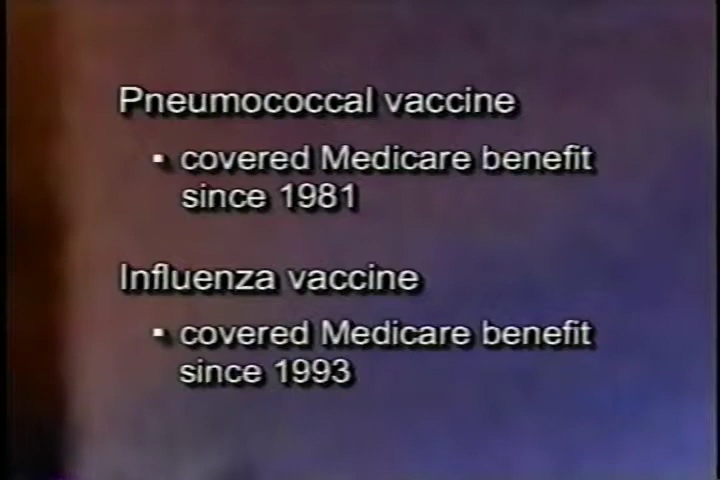 Pneumococcal vaccine
▪ covered Medicare benefit
since 1981
Influenza vaccine
▪ covered Medicare benefit
since 1993